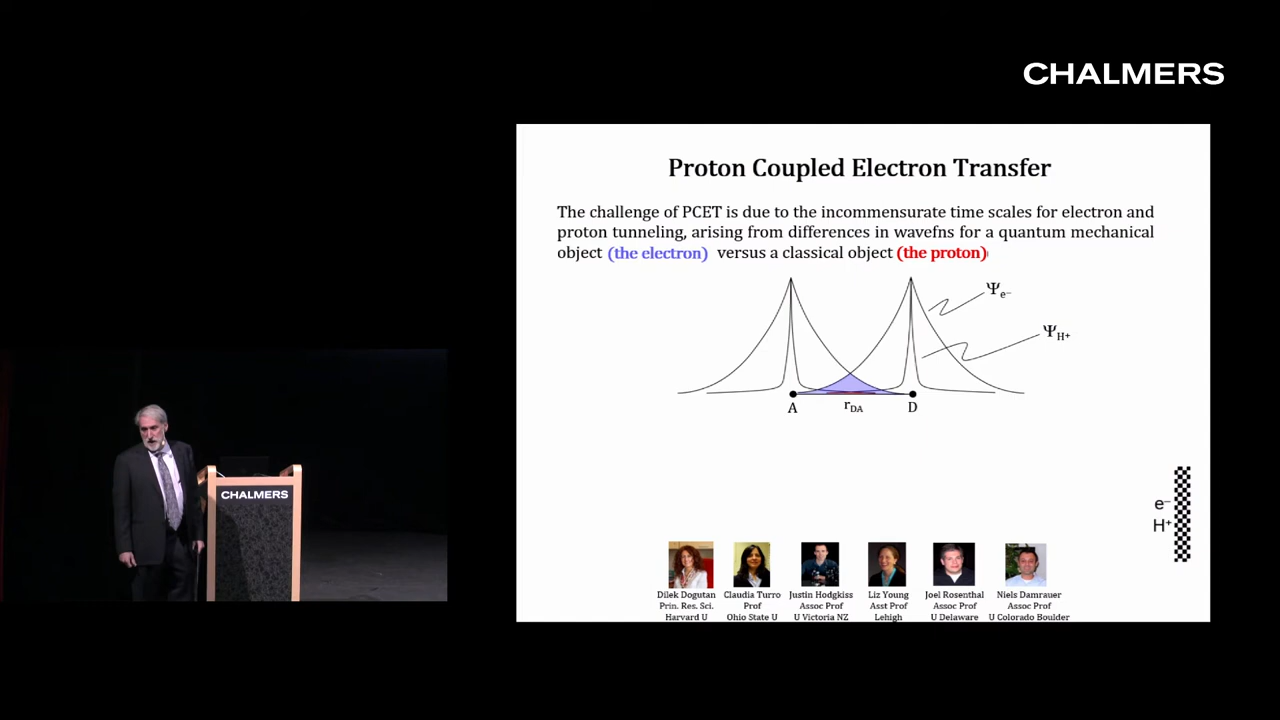 CHALMERS
Proton Coupled Electron Transfer
The challenge of PCET is due to the incommensurate time scales for electron and
proton tunneling, arising from differences in wavefns for a quantum mechanical
object (the electron) versus a classical object (the proton)
Ψe⁻
ΨH⁺
A rDA D
CHALMERS
e⁻
H⁺
Dilek Dogutan
Prin. Res. Sci.
Harvard U
Claudia Turro
Prof
Ohio State U
Justin Hodgkiss
Assoc Prof
U Victoria NZ
Liz Young
Asst Prof
Lehigh
Joel Rosenthal
Assoc Prof
U Delaware
Niels Damrauer
Assoc Prof
U Colorado Boulder